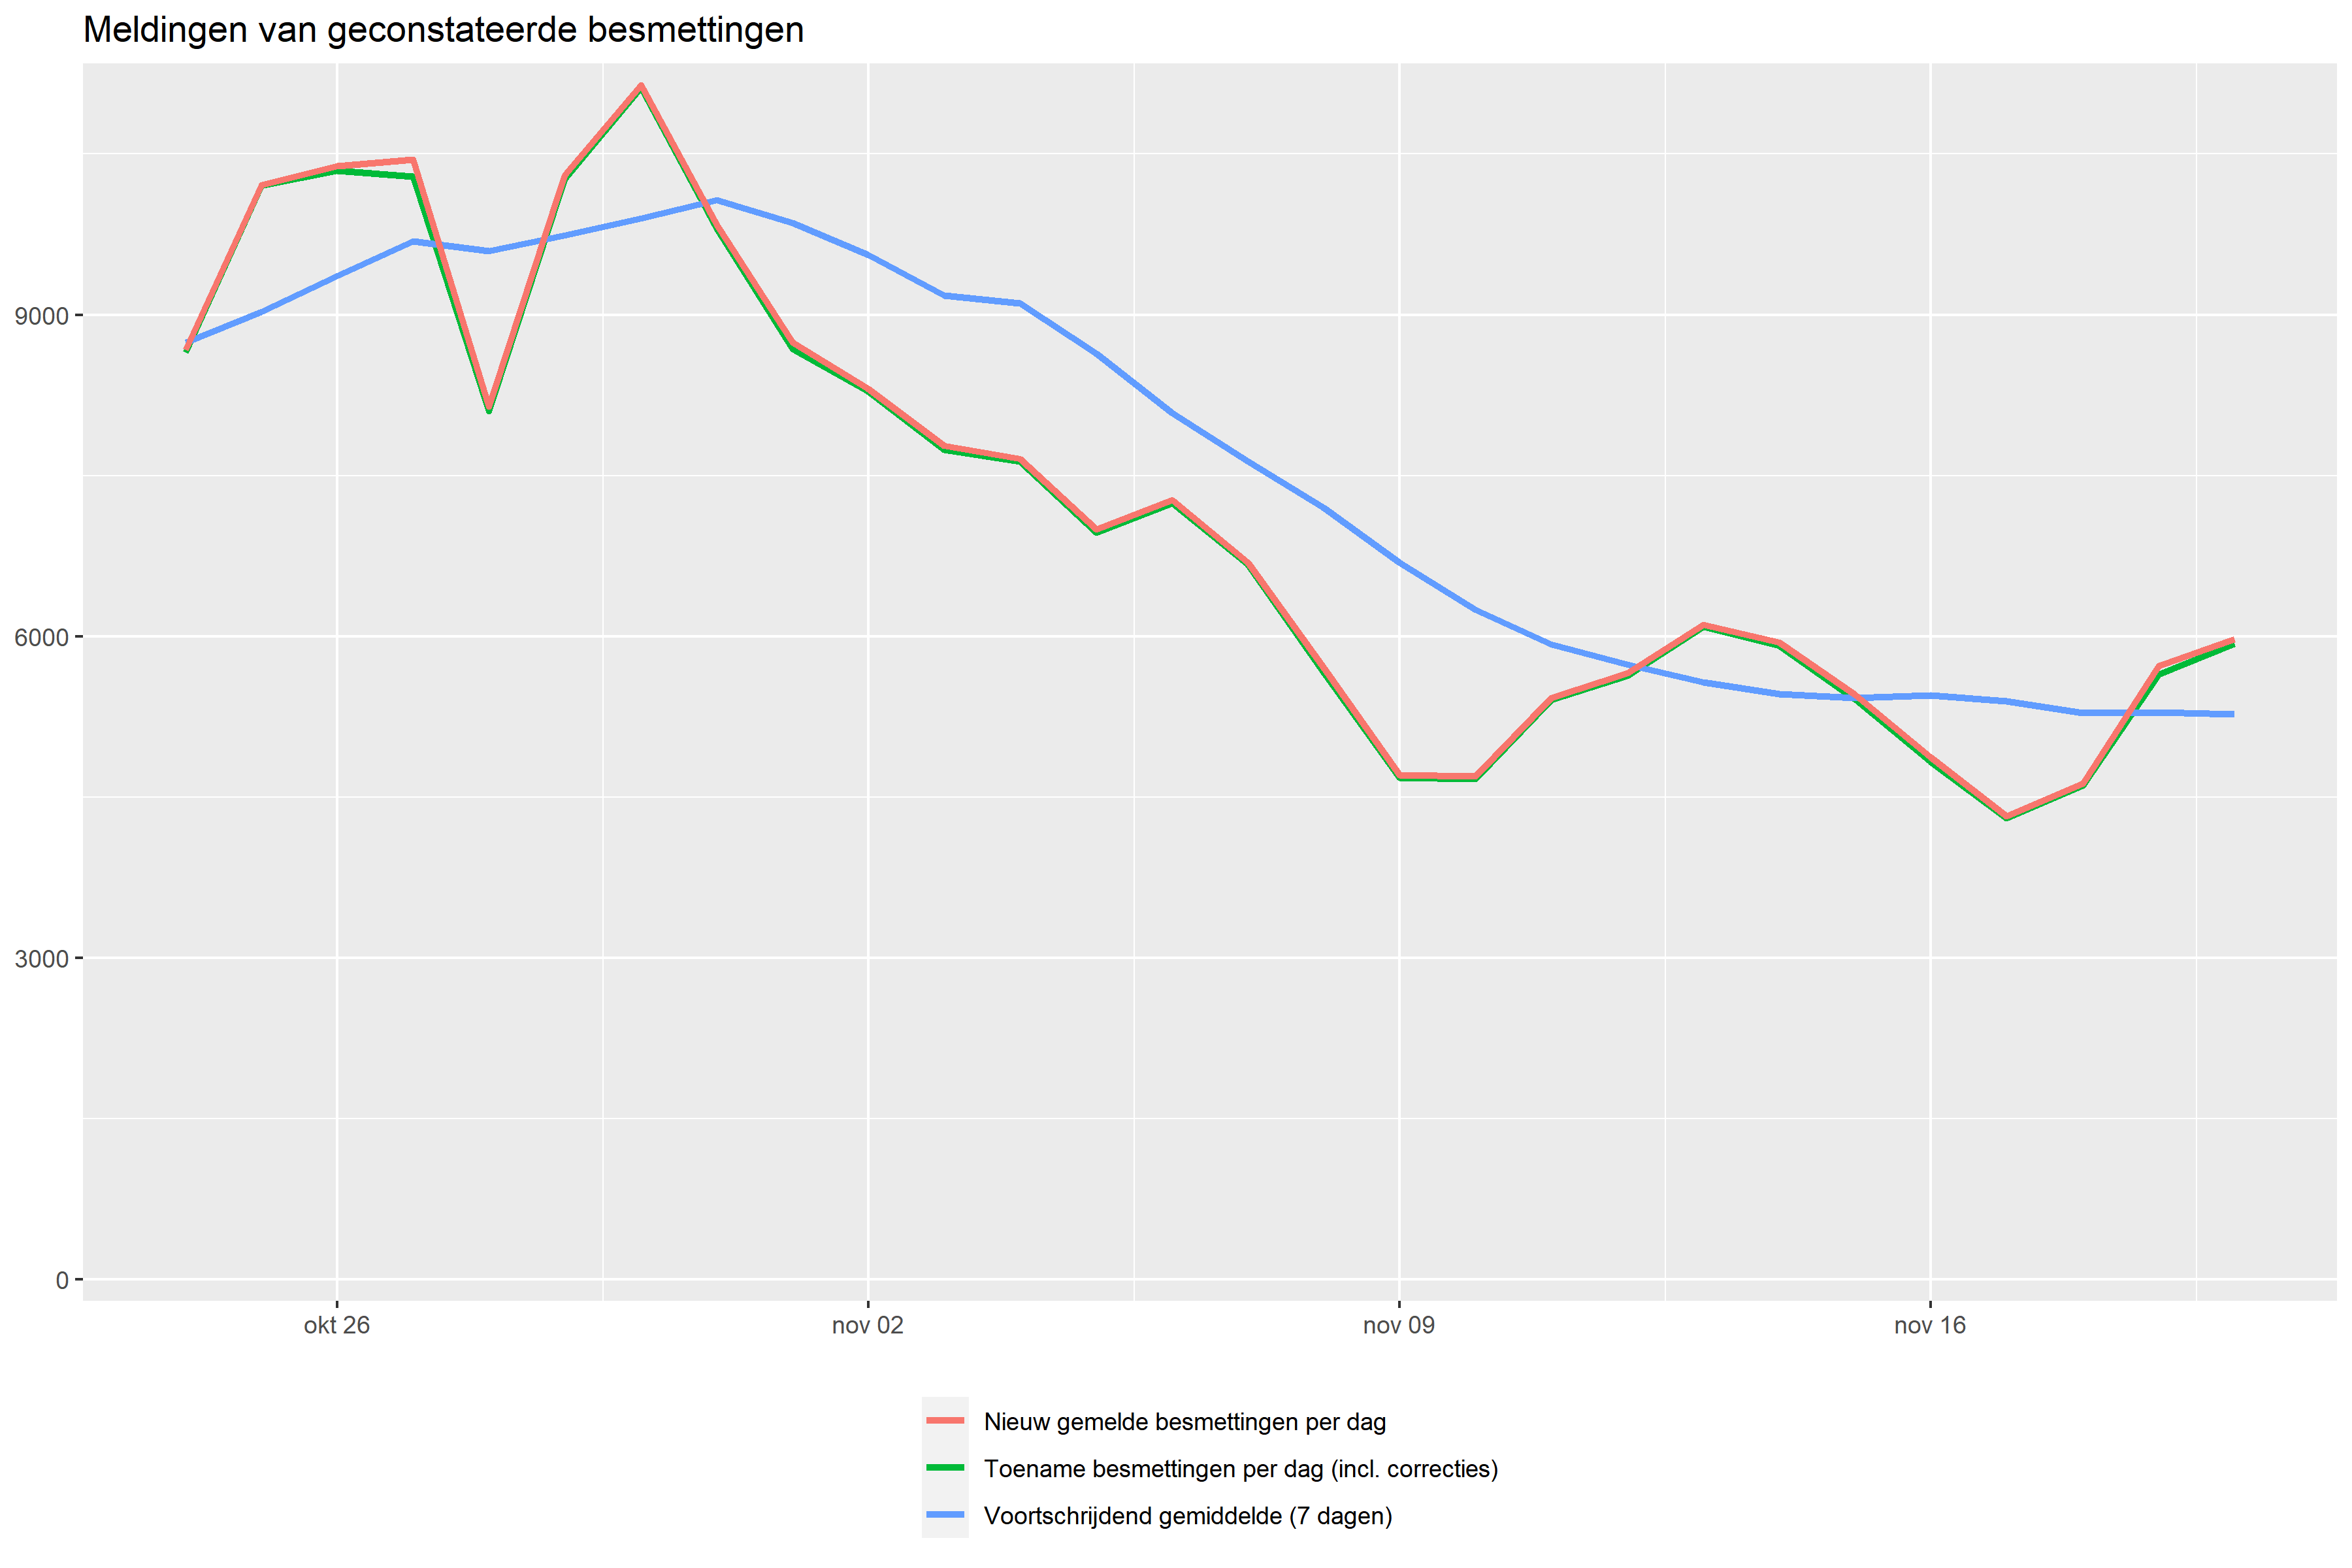 Meldingen van geconstateerde besmettingen
9000
6000
3000
0
okt 26
nov 02
nov 09
nov 16
Nieuw gemelde besmettingen per dag
Toename besmettingen per dag (incl. correcties)
Voortschrijdend gemiddelde (7 dagen)